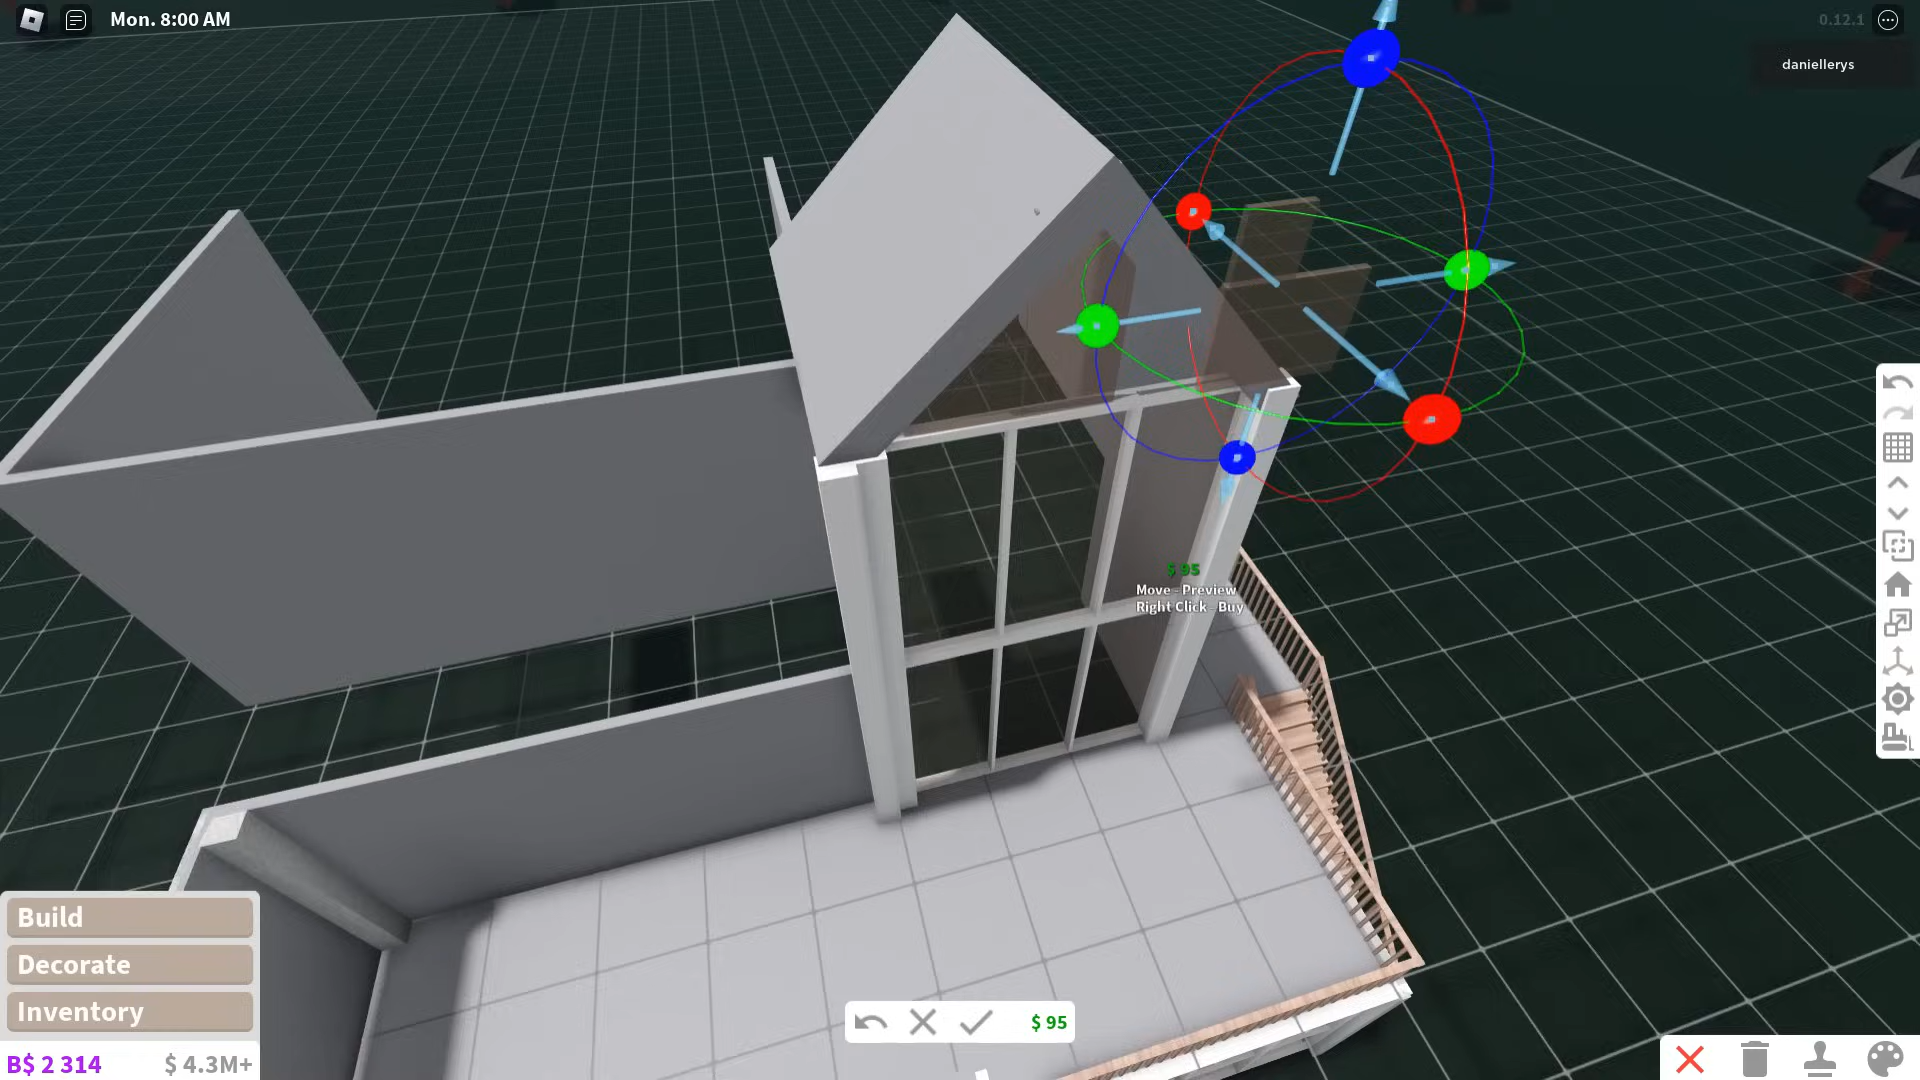 Mon. 8:00 AM
0.12.1
daniellerys
$ 95
Move - Preview
Right Click - Buy
Build
Decorate
Inventory
B$ 2 314
$ 4.3M+
$ 95